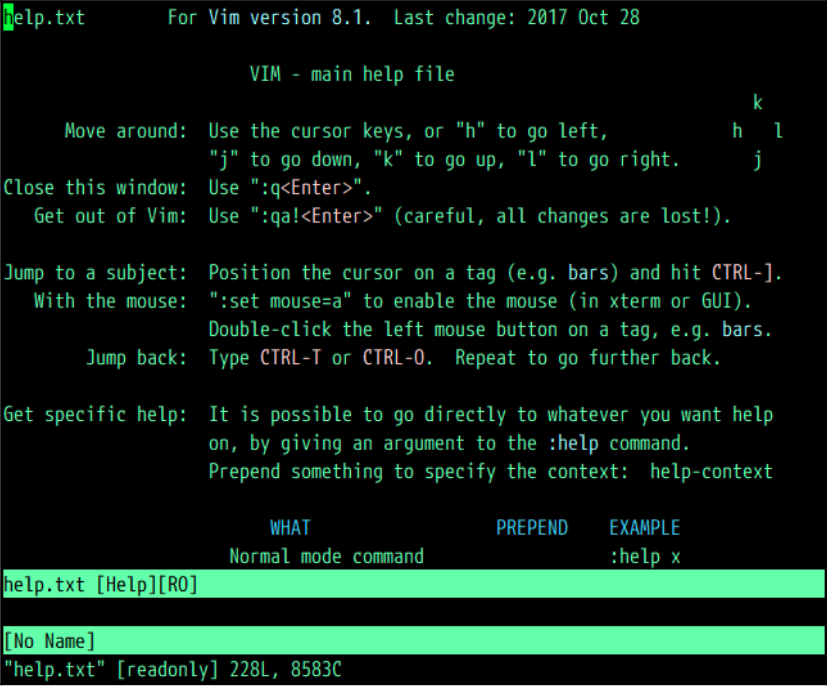 help.txt For Vim version 8.1. Last change: 2017 Oct 28
VIM - main help file
k
Move around: Use the cursor keys, or "h" to go left, h l
"j" to go down, "k" to go up, "l" to go right. j
Close this window: Use ":q<Enter>".
Get out of Vim: Use ":qa!<Enter>" (careful, all changes are lost!).
Jump to a subject: Position the cursor on a tag (e.g. bars) and hit CTRL-].
With the mouse: ":set mouse=a" to enable the mouse (in xterm or GUI).
Double-click the left mouse button on a tag, e.g. bars.
Jump back: Type CTRL-T or CTRL-O. Repeat to go further back.
Get specific help: It is possible to go directly to whatever you want help
on, by giving an argument to the :help command.
Prepend something to specify the context: help-context
WHAT PREPEND EXAMPLE
Normal mode command :help x
help.txt [Help][RO]
[No Name]
"help.txt" [readonly] 228L, 8583C